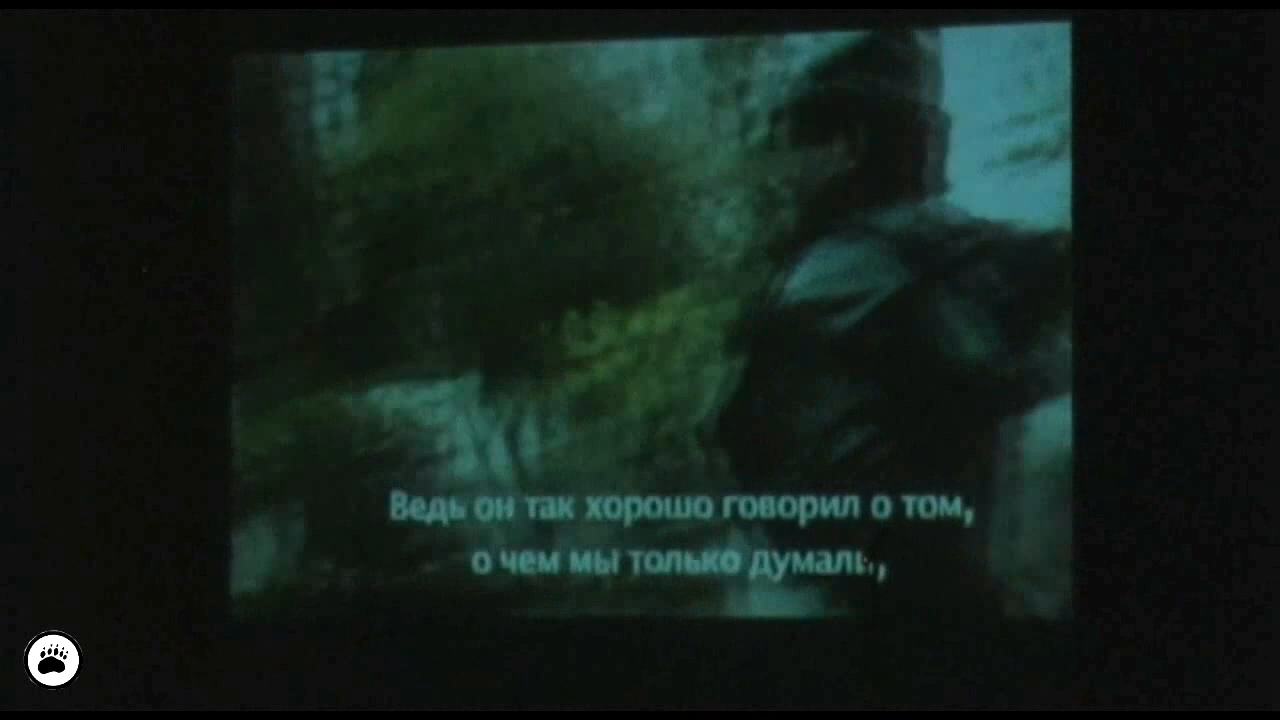 Ведь он так хорошо говорил о том,
о чем мы только думали,